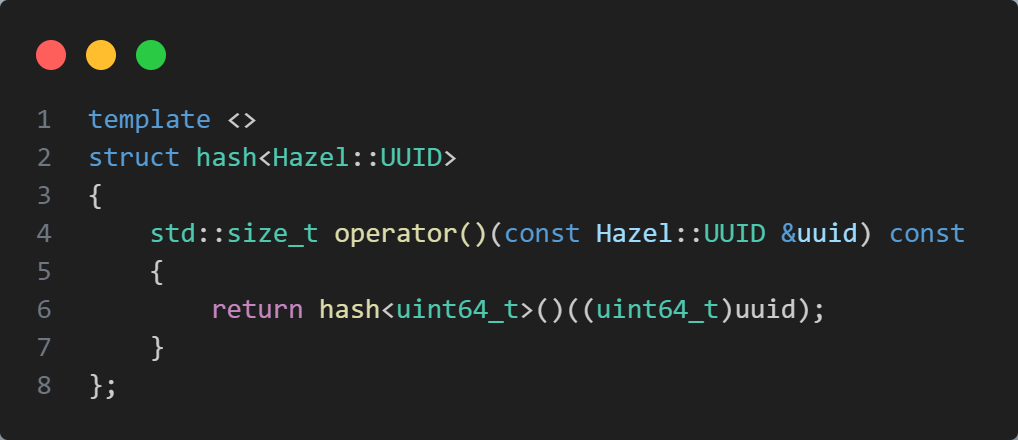 1 template <>
2 struct hash<Hazel::UUID>
3 {
4     std::size_t operator()(const Hazel::UUID &uuid) const
5     {
6         return hash<uint64_t>()((uint64_t)uuid);
7     }
8 };